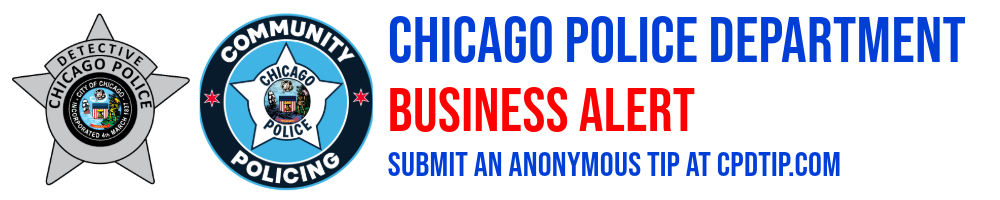 DETECTIVE
CHICAGO POLICE
CITY OF CHICAGO
INCORPORATED 4th MARCH 1837
COMMUNITY
CHICAGO
POLICE
POLICING
CHICAGO POLICE DEPARTMENT
BUSINESS ALERT
SUBMIT AN ANONYMOUS TIP AT CPDTIP.COM